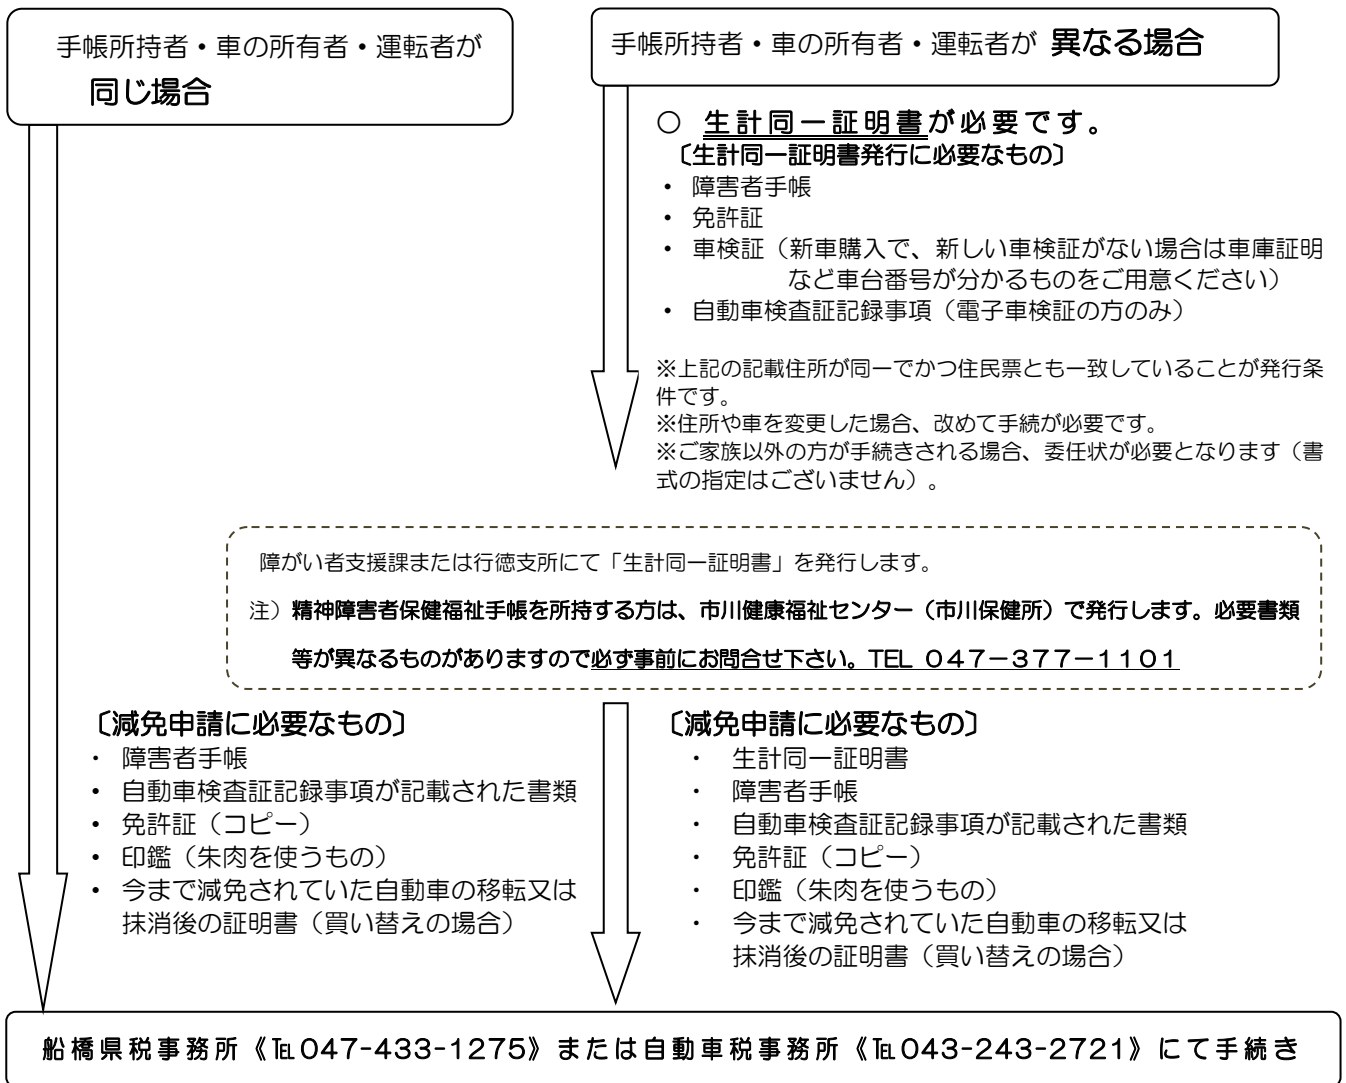 手帳所持者・車の所有者・運転者が
同じ場合
手帳所持者・車の所有者・運転者が 異なる場合
○ 生計同一証明書が必要です。
〔生計同一証明書発行に必要なもの〕
・ 障害者手帳
・ 免許証
・ 車検証（新車購入で、新しい車検証がない場合は車庫証明
など車台番号が分かるものをご用意ください）
・ 自動車検査証記録事項（電子車検証の方のみ）
※上記の記載住所が同一でかつ住民票とも一致していることが発行条
件です。
※住所や車を変更した場合、改めて手続が必要です。
※ご家族以外の方が手続きされる場合、委任状が必要となります（書
式の指定はございません）。
障がい者支援課または行徳支所にて「生計同一証明書」を発行します。
注）精神障害者保健福祉手帳を所持する方は、市川健康福祉センター（市川保健所）で発行します。必要書類
等が異なるものがありますので必ず事前にお問合せ下さい。TEL ０４７－３７７－１１０１
〔減免申請に必要なもの〕
・ 障害者手帳
・ 自動車検査証記録事項が記載された書類
・ 免許証（コピー）
・ 印鑑（朱肉を使うもの）
・ 今まで減免されていた自動車の移転又は
抹消後の証明書（買い替えの場合）
〔減免申請に必要なもの〕
・ 生計同一証明書
・ 障害者手帳
・ 自動車検査証記録事項が記載された書類
・ 免許証（コピー）
・ 印鑑（朱肉を使うもの）
・ 今まで減免されていた自動車の移転又は
抹消後の証明書（買い替えの場合）
船橋県税事務所《℡047-433-1275》または自動車税事務所《℡043-243-2721》にて手続き